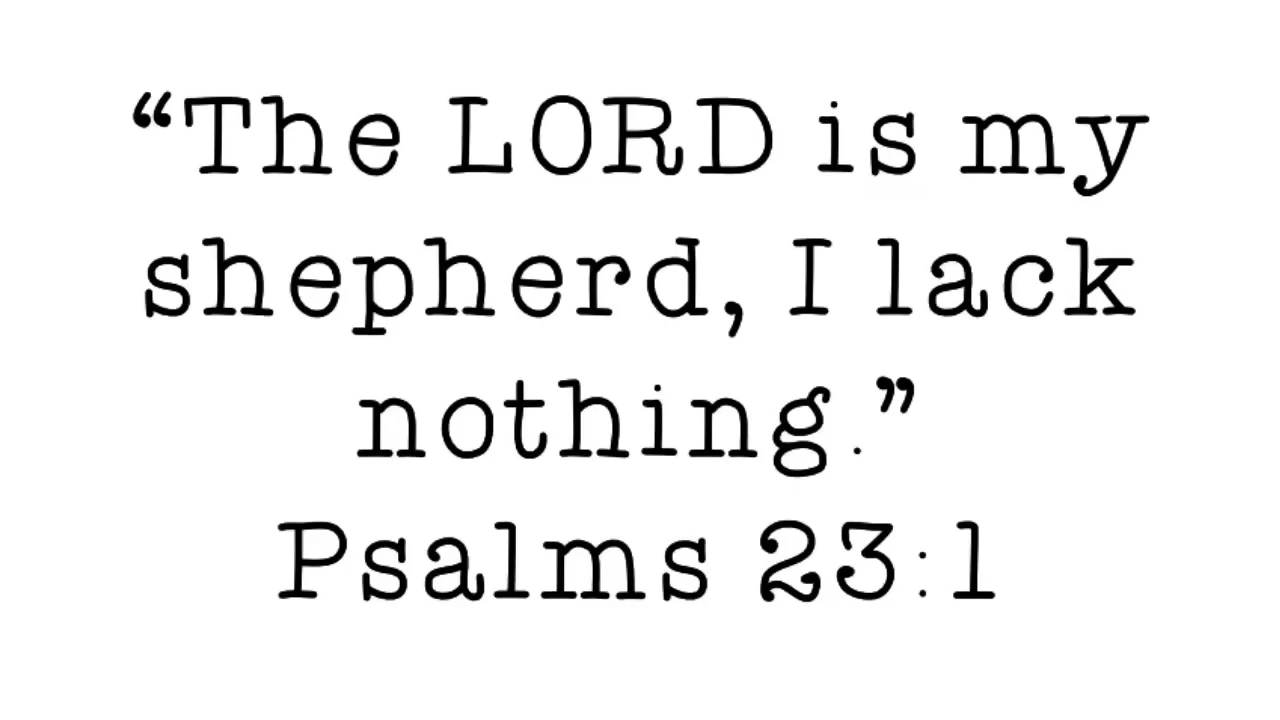 “The LORD is my
shepherd, I lack
nothing.”
Psalms 23:1